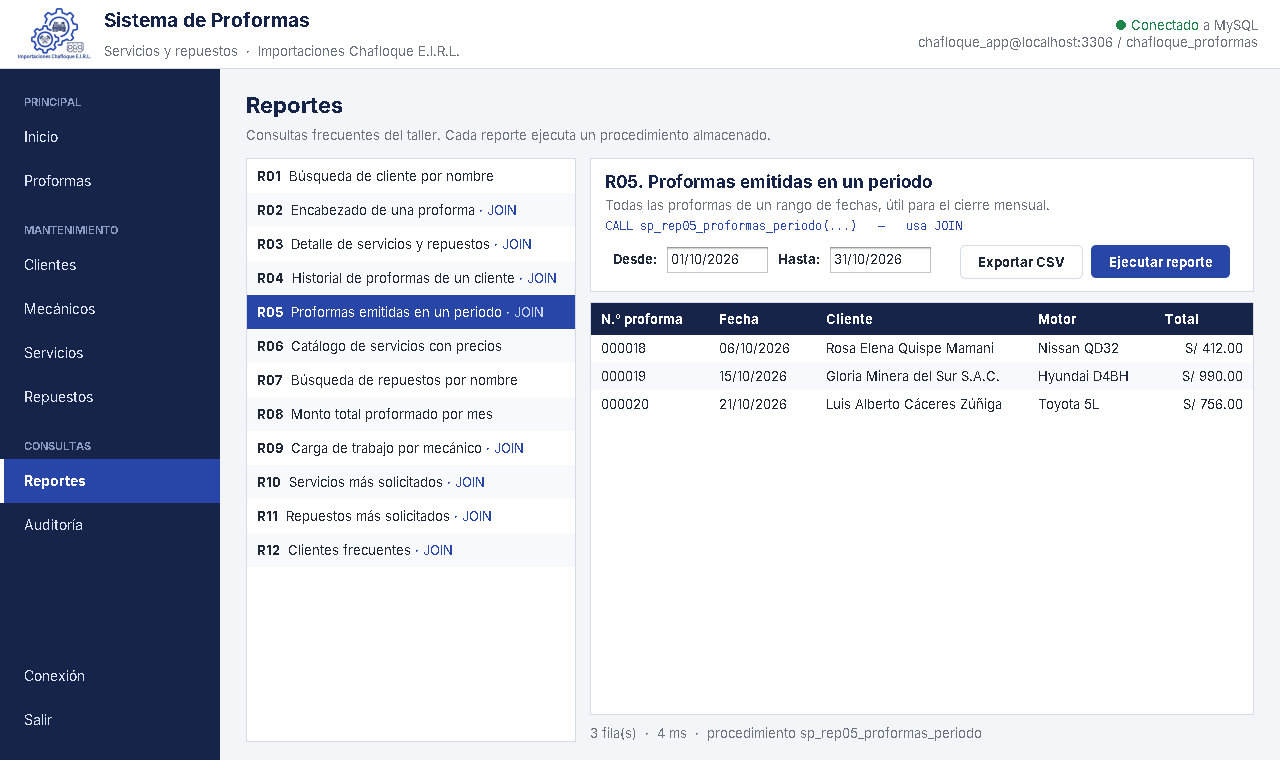 Importaciones Chafloque E.I.R.L.
Sistema de Proformas
Servicios y repuestos · Importaciones Chafloque E.I.R.L.
● Conectado a MySQL
chafloque_app@localhost:3306 / chafloque_proformas
PRINCIPAL
Inicio
Proformas
MANTENIMIENTO
Clientes
Mecánicos
Servicios
Repuestos
CONSULTAS
Reportes
Auditoría
Conexión
Salir
Reportes
Consultas frecuentes del taller. Cada reporte ejecuta un procedimiento almacenado.
R01 Búsqueda de cliente por nombre
R02 Encabezado de una proforma · JOIN
R03 Detalle de servicios y repuestos · JOIN
R04 Historial de proformas de un cliente · JOIN
R05 Proformas emitidas en un periodo · JOIN
R06 Catálogo de servicios con precios
R07 Búsqueda de repuestos por nombre
R08 Monto total proformado por mes
R09 Carga de trabajo por mecánico · JOIN
R10 Servicios más solicitados · JOIN
R11 Repuestos más solicitados · JOIN
R12 Clientes frecuentes · JOIN
R05. Proformas emitidas en un periodo
Todas las proformas de un rango de fechas, útil para el cierre mensual.
CALL sp_rep05_proformas_periodo(...) — usa JOIN
Desde: 01/10/2026 Hasta: 31/10/2026 Exportar CSV Ejecutar reporte
N.º proforma Fecha Cliente Motor Total
000018 06/10/2026 Rosa Elena Quispe Mamani Nissan QD32 S/ 412.00
000019 15/10/2026 Gloria Minera del Sur S.A.C. Hyundai D4BH S/ 990.00
000020 21/10/2026 Luis Alberto Cáceres Zúñiga Toyota 5L S/ 756.00
3 fila(s) · 4 ms · procedimiento sp_rep05_proformas_periodo